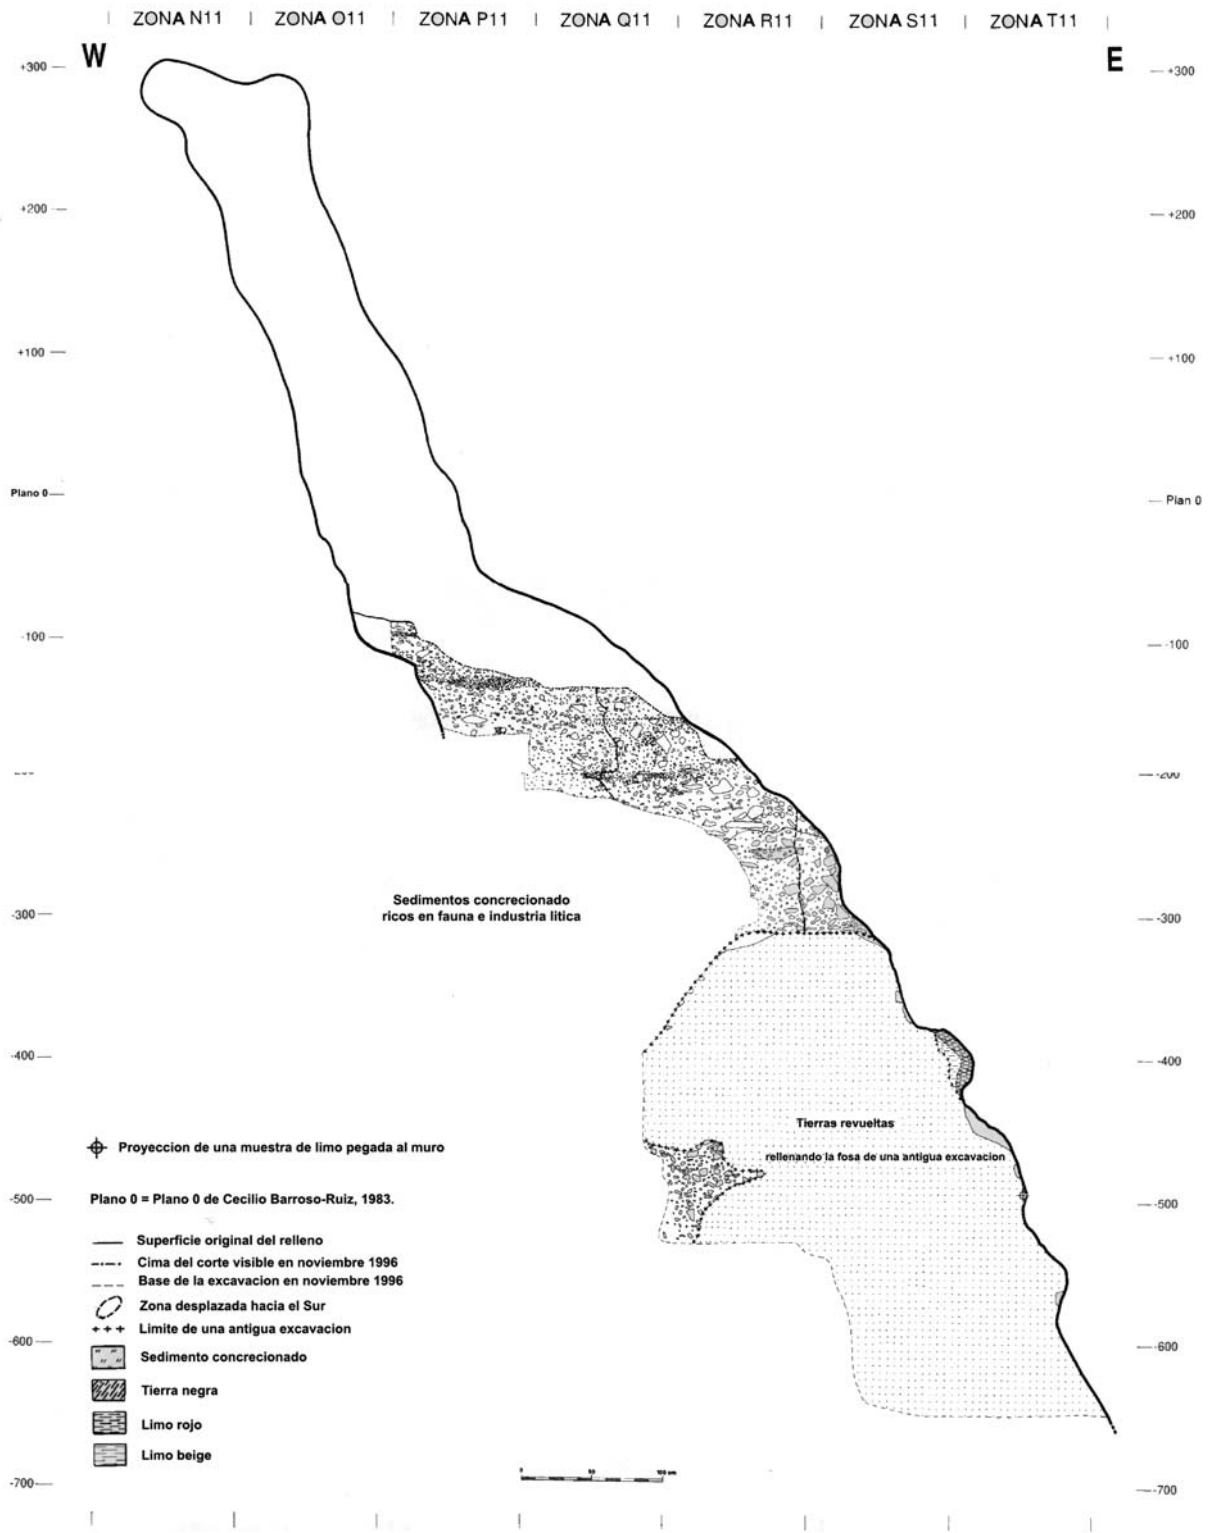 ZONA N11 ZONA O11 ZONA P11 ZONA Q11 ZONA R11 ZONA S11 ZONA T11
W E
+300 +300
+200 +200
+100 +100
Plano 0 Plan 0
-100 -100
-200
-300 -300
-400 -400
-500 -500
-600 -600
-700 -700
Sedimentos concrecionado
ricos en fauna e industria litica
Tierras revueltas
rellenando la fosa de una antigua excavacion
Proyeccion de una muestra de limo pegada al muro
Plano 0 = Plano 0 de Cecilio Barroso-Ruiz, 1983.
Superficie original del relleno
Cima del corte visible en noviembre 1996
Base de la excavacion en noviembre 1996
Zona desplazada hacia el Sur
Limite de una antigua excavacion
Sedimento concrecionado
Tierra negra
Limo rojo
Limo beige
0 50 100 cm